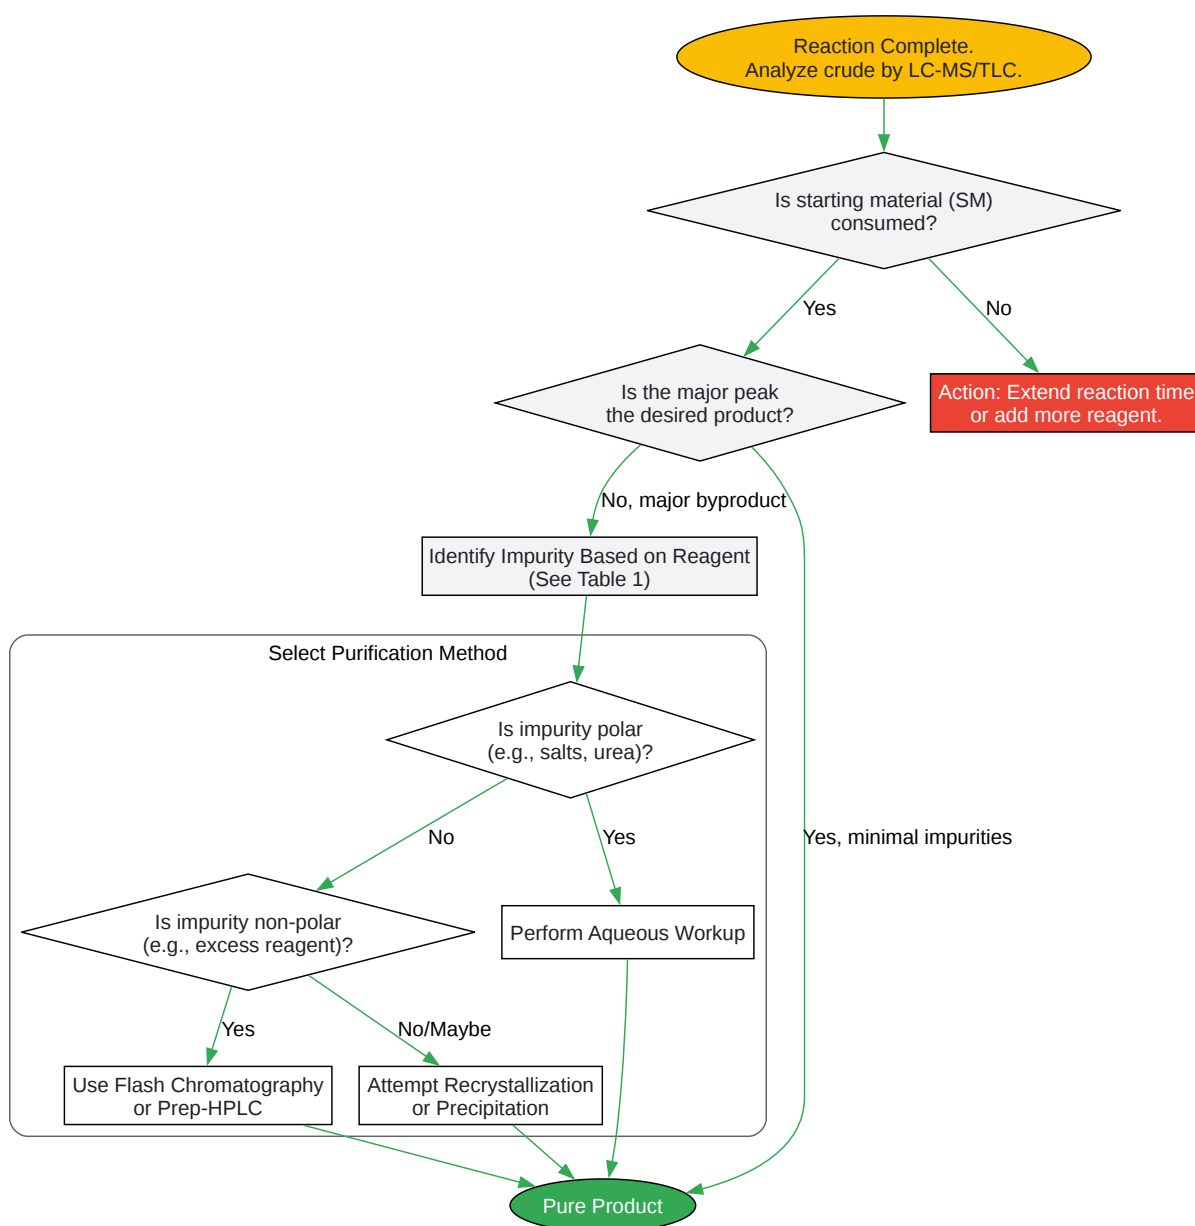 Reaction Complete.
Analyze crude by LC-MS/TLC.
Is starting material (SM)
consumed?
Yes
No
Is the major peak
the desired product?
Action: Extend reaction time
or add more reagent.
No, major byproduct
Identify Impurity Based on Reagent
(See Table 1)
Select Purification Method
Is impurity polar
(e.g., salts, urea)?
No
Yes
Yes, minimal impurities
Is impurity non-polar
(e.g., excess reagent)?
Perform Aqueous Workup
Yes
No/Maybe
Use Flash Chromatography
or Prep-HPLC
Attempt Recrystallization
or Precipitation
Pure Product